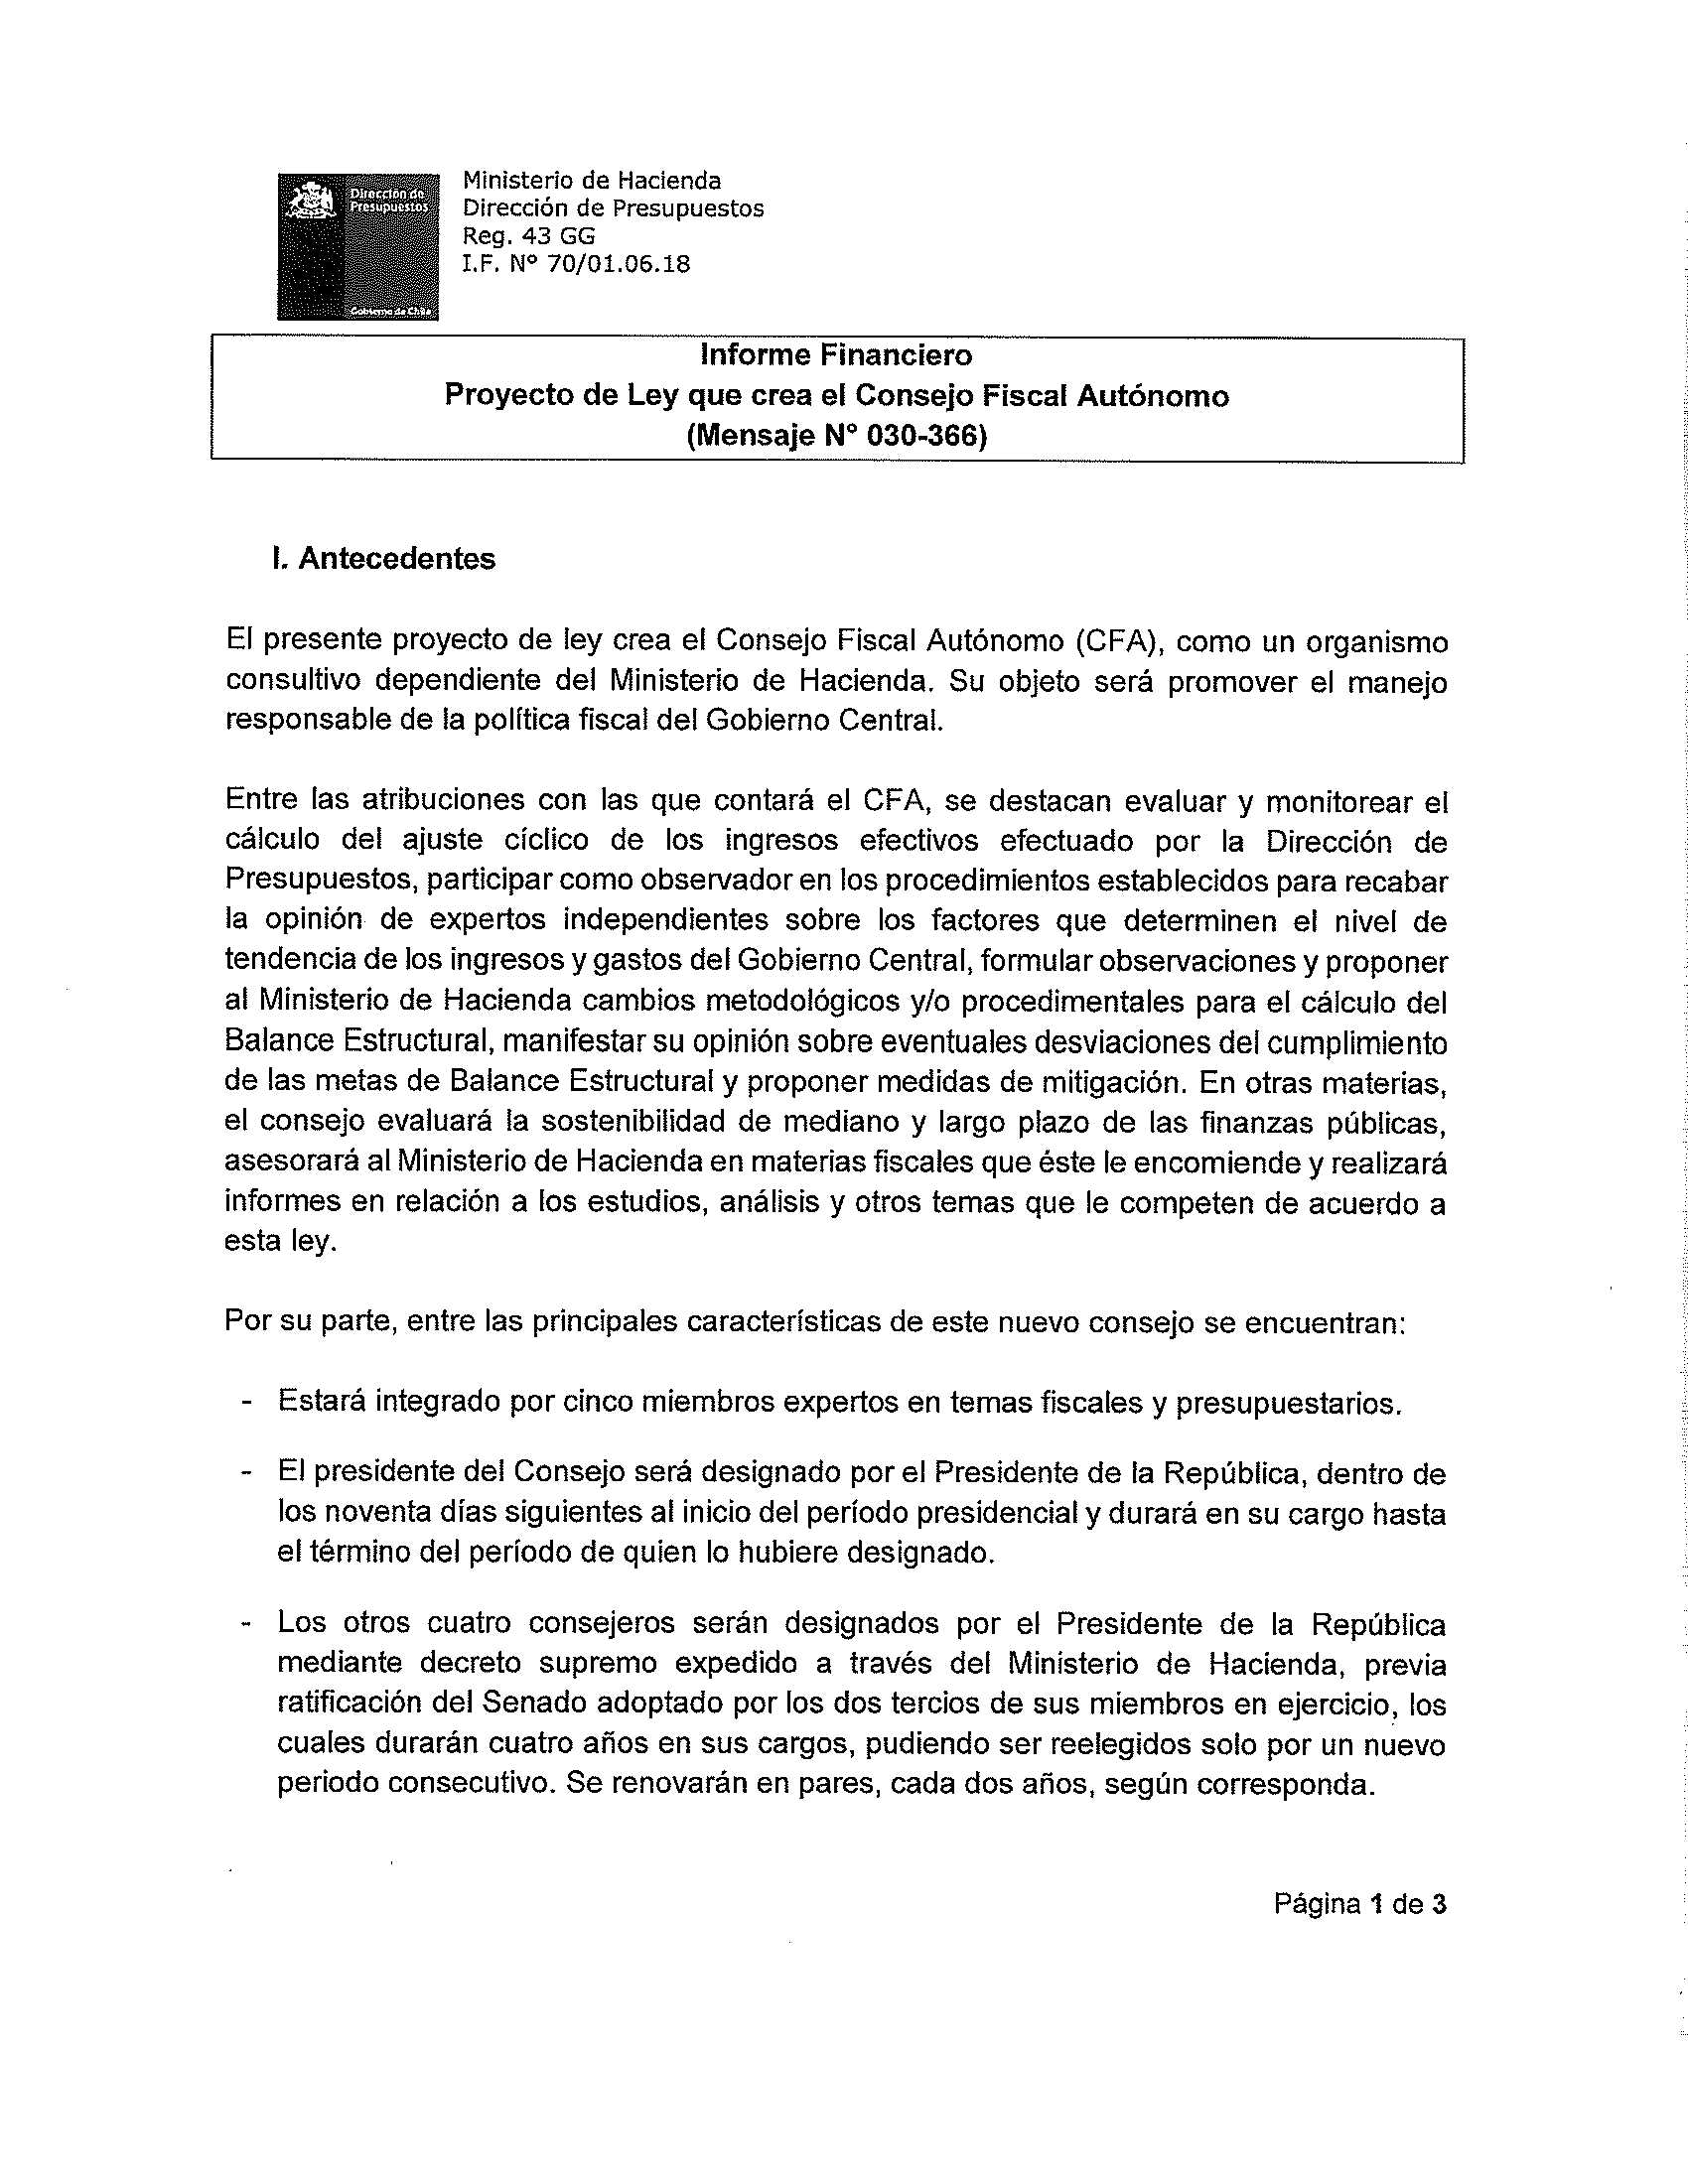 Dirección de
Presupuestos
Gobierno de Chile
Ministerio de Hacienda
Dirección de Presupuestos
Reg. 43 GG
I.F. Nº 70/01.06.18
Informe Financiero
Proyecto de Ley que crea el Consejo Fiscal Autónomo
(Mensaje Nº 030-366)
I. Antecedentes
El presente proyecto de ley crea el Consejo Fiscal Autónomo (CFA), como un organismo
consultivo dependiente del Ministerio de Hacienda. Su objeto será promover el manejo
responsable de la política fiscal del Gobierno Central.
Entre las atribuciones con las que contará el CFA, se destacan evaluar y monitorear el
cálculo del ajuste cíclico de los ingresos efectivos efectuado por la Dirección de
Presupuestos, participar como observador en los procedimientos establecidos para recabar
la opinión de expertos independientes sobre los factores que determinen el nivel de
tendencia de los ingresos y gastos del Gobierno Central, formular observaciones y proponer
al Ministerio de Hacienda cambios metodológicos y/o procedimentales para el cálculo del
Balance Estructural, manifestar su opinión sobre eventuales desviaciones del cumplimiento
de las metas de Balance Estructural y proponer medidas de mitigación. En otras materias,
el consejo evaluará la sostenibilidad de mediano y largo plazo de las finanzas públicas,
asesorará al Ministerio de Hacienda en materias fiscales que éste le encomiende y realizará
informes en relación a los estudios, análisis y otros temas que le competen de acuerdo a
esta ley.
Por su parte, entre las principales características de este nuevo consejo se encuentran:
- Estará integrado por cinco miembros expertos en temas fiscales y presupuestarios.
- El presidente del Consejo será designado por el Presidente de la República, dentro de
los noventa días siguientes al inicio del período presidencial y durará en su cargo hasta
el término del período de quien lo hubiere designado.
- Los otros cuatro consejeros serán designados por el Presidente de la República
mediante decreto supremo expedido a través del Ministerio de Hacienda, previa
ratificación del Senado adoptado por los dos tercios de sus miembros en ejercicio, los
cuales durarán cuatro años en sus cargos, pudiendo ser reelegidos solo por un nuevo
periodo consecutivo. Se renovarán en pares, cada dos años, según corresponda.
Página 1 de 3